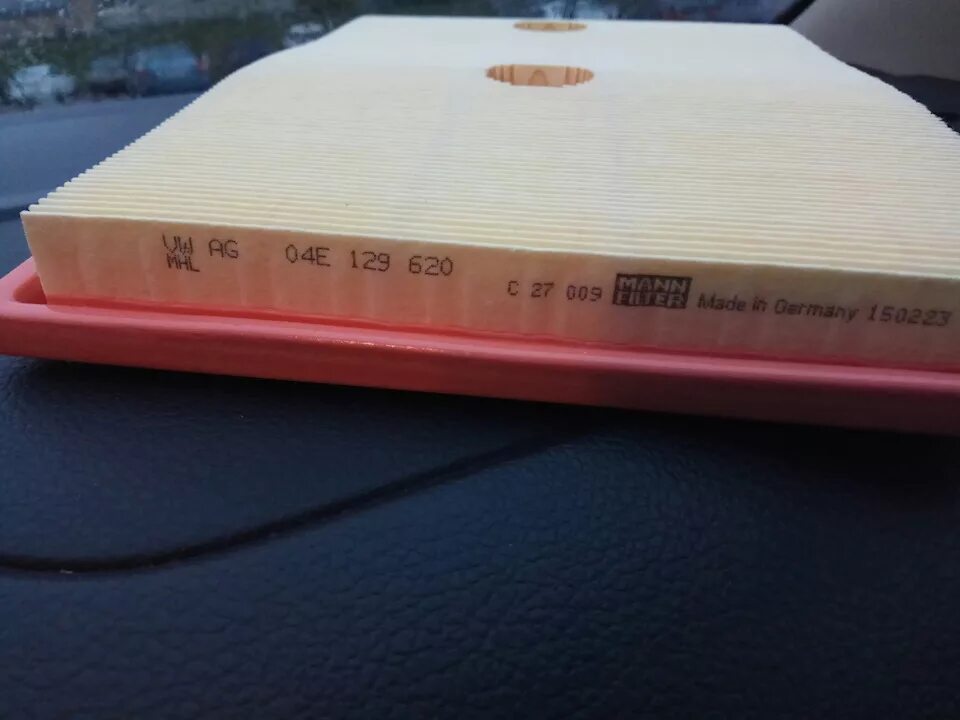 VW AG 04E 129 620
MHL
C 27 009 MANN FILTER Made in Germany 150223